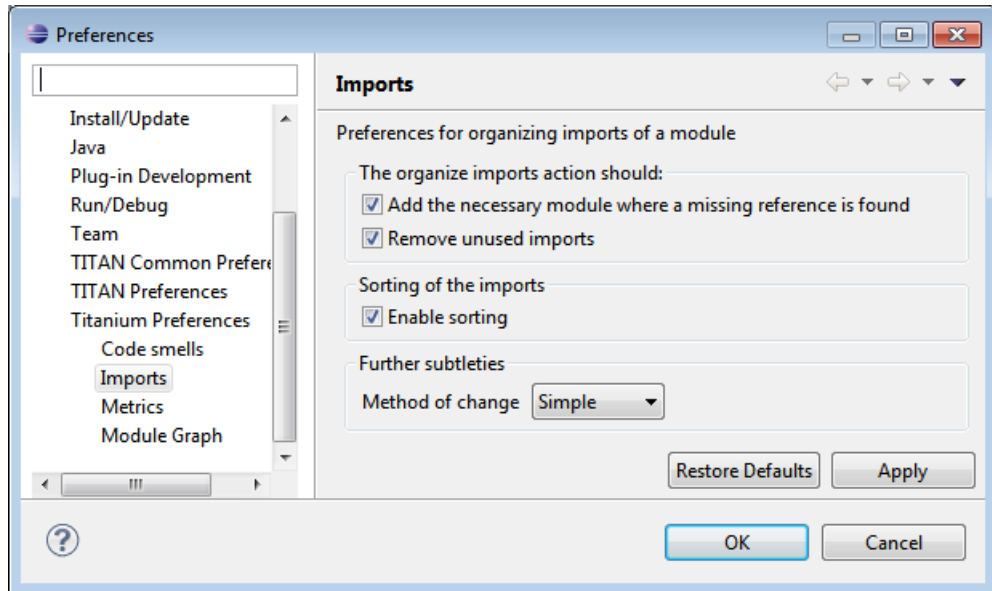 Preferences
Imports
Install/Update
Java
Plug-in Development
Run/Debug
Team
TITAN Common Prefere
TITAN Preferences
Titanium Preferences
Code smells
Imports
Metrics
Module Graph
Preferences for organizing imports of a module
The organize imports action should:
Add the necessary module where a missing reference is found
Remove unused imports
Sorting of the imports
Enable sorting
Further subtleties
Method of change Simple
Restore Defaults Apply
? OK Cancel